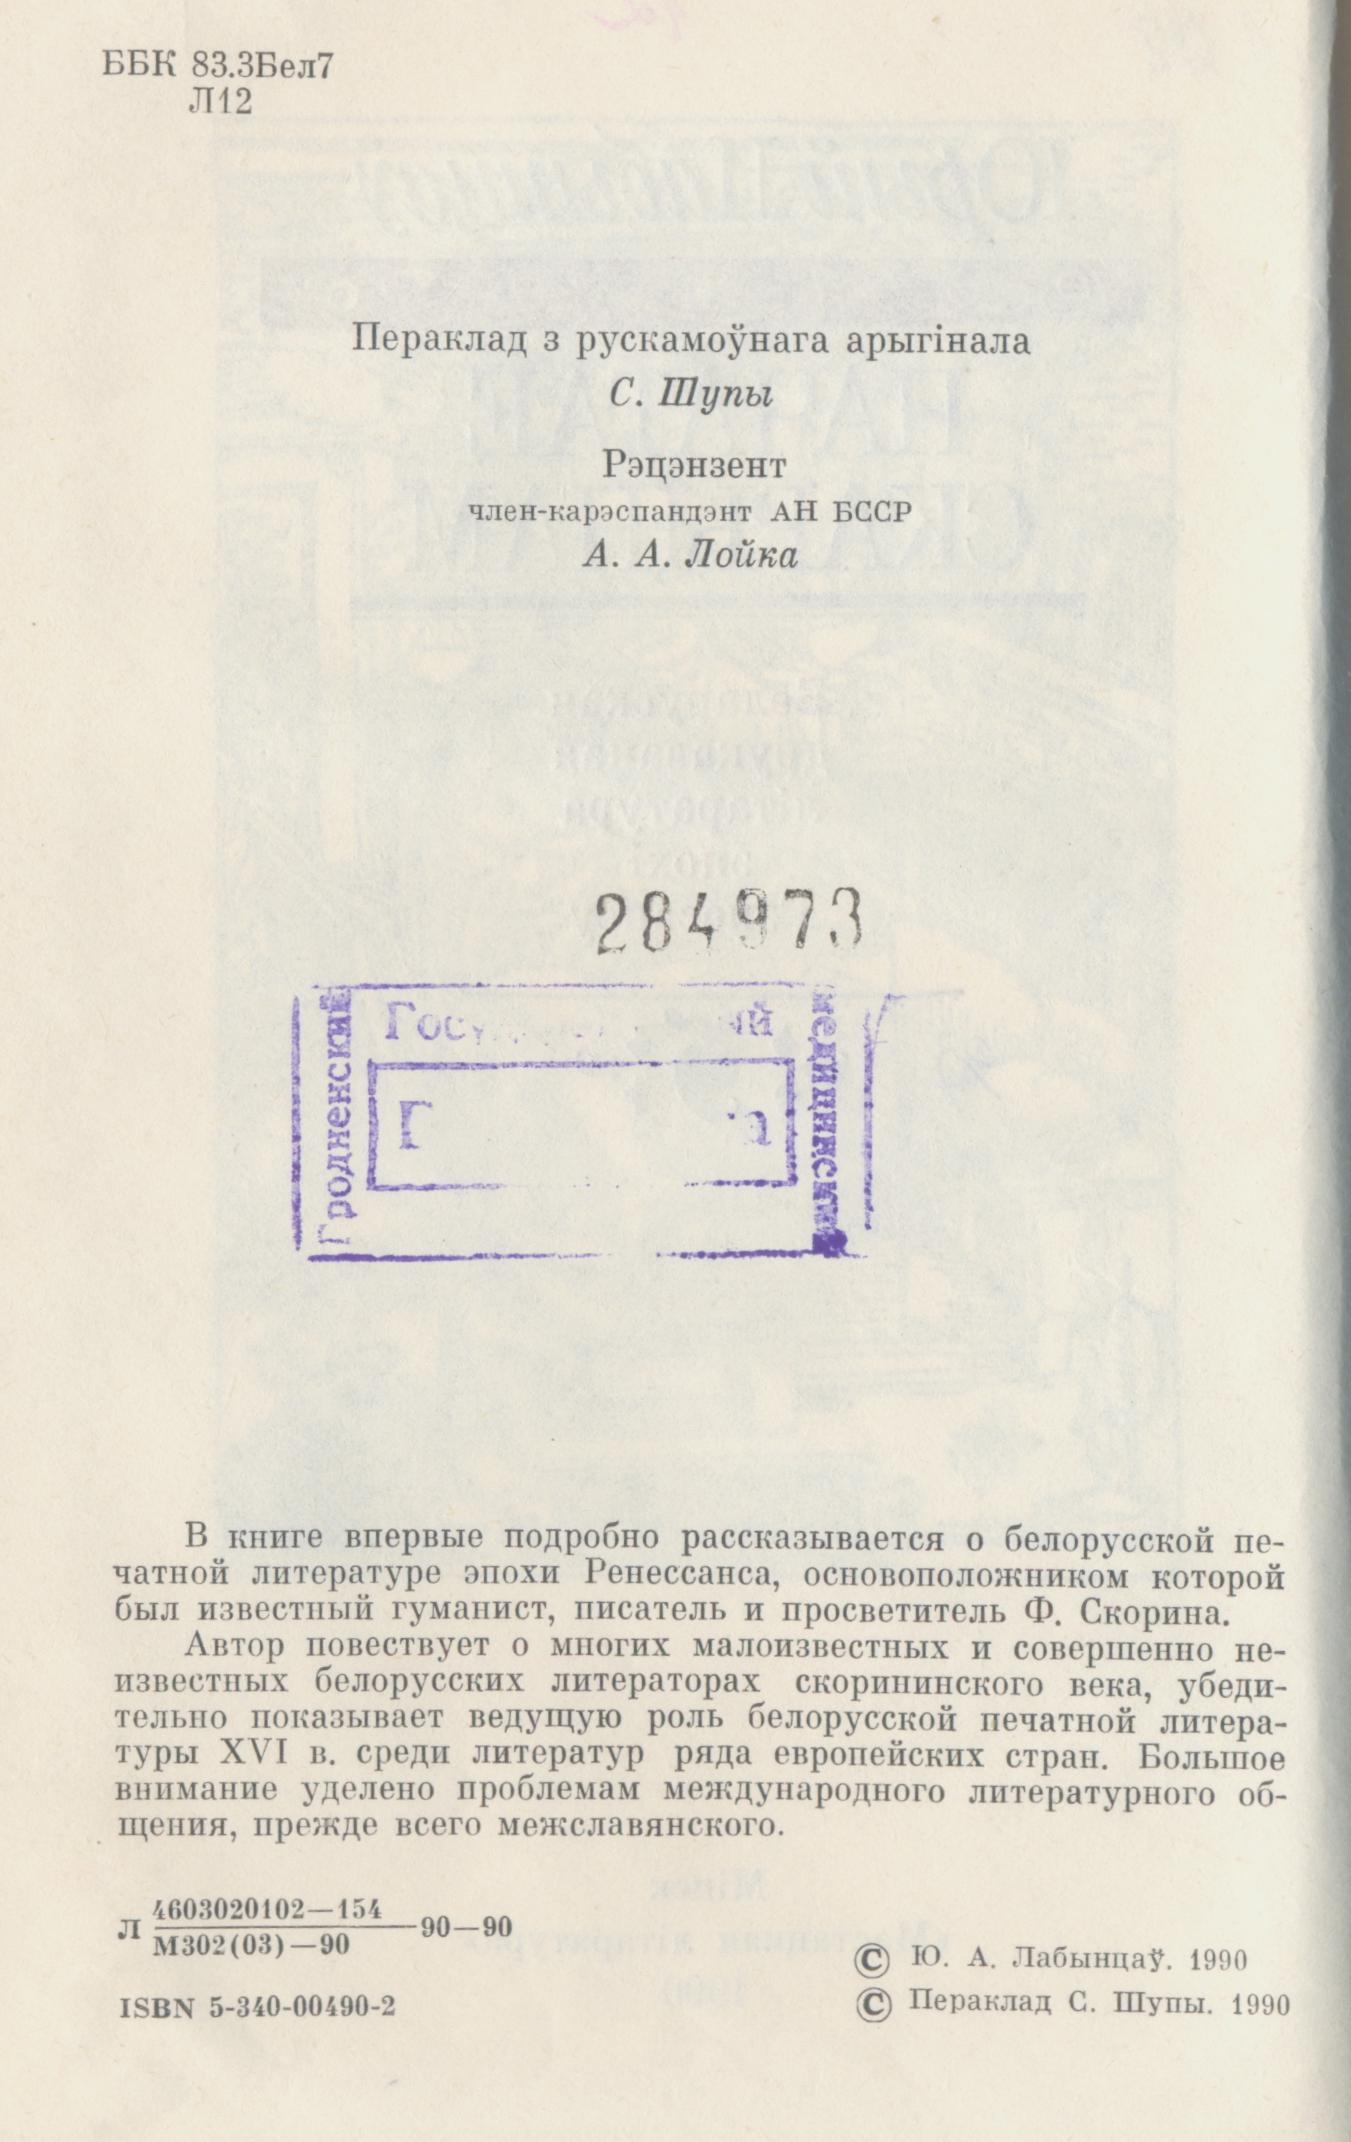 ББК 83.3Бел7
Л12
Пераклад з рускамоўнага арыгінала
С. Шупы
Рэцэнзент
член-карэспандэнт АН БССР
А. А. Лойка
284973
Гродненский
медицинский
В книге впервые подробно рассказывается о белорусской пе-
чатной литературе эпохи Ренессанса, основоположником которой
был известный гуманист, писатель и просветитель Ф. Скорина.
Автор повествует о многих малоизвестных и совершенно не-
известных белорусских литераторах скорининского века, убеди-
тельно показывает ведущую роль белорусской печатной литера-
туры XVI в. среди литератур ряда европейских стран. Большое
внимание уделено проблемам международного литературного об-
щения, прежде всего межславянского.
Л 4603020102—154
М302(03)—90
—90—90
ISBN 5-340-00490-2
© Ю. А. Лабынцаў. 1990
© Пераклад С. Шупы. 1990